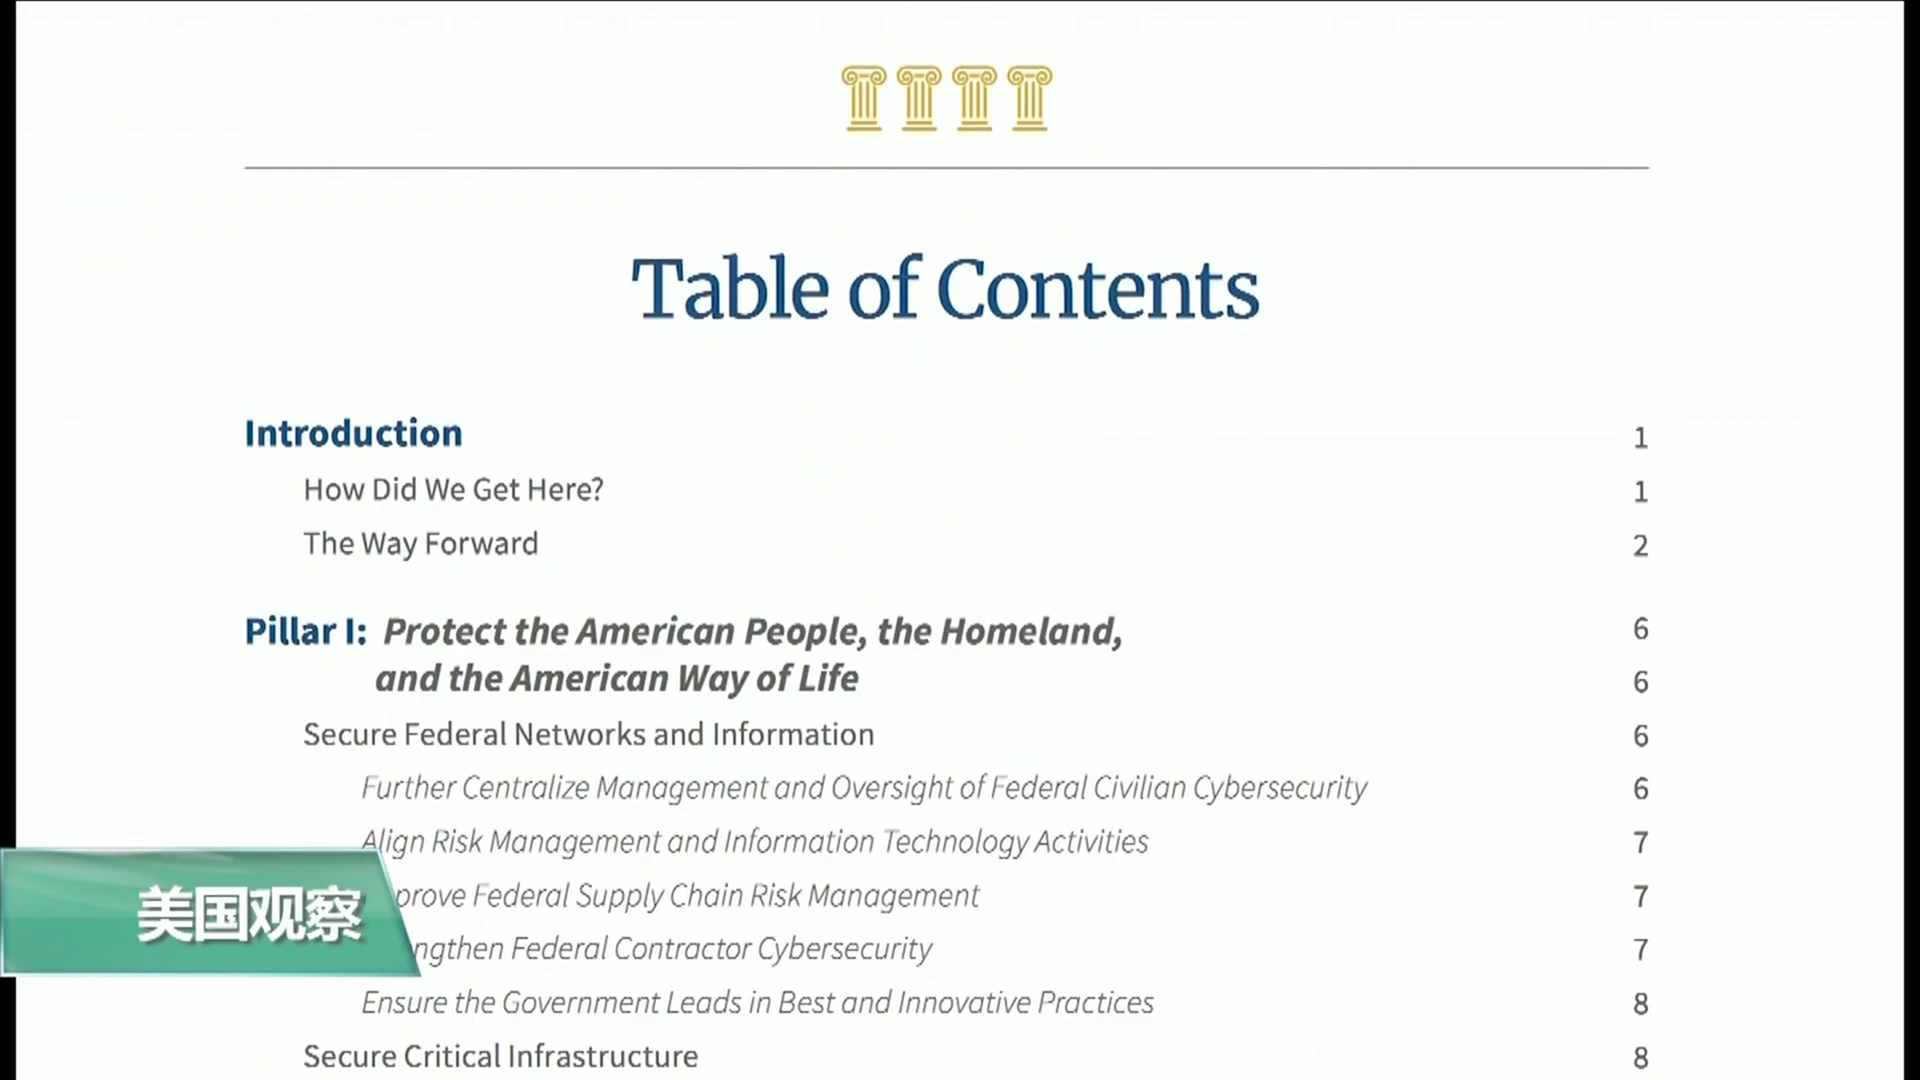 Table of Contents
Introduction 1
How Did We Get Here? 1
The Way Forward 2
Pillar I: Protect the American People, the Homeland, 6
and the American Way of Life 6
Secure Federal Networks and Information 6
Further Centralize Management and Oversight of Federal Civilian Cybersecurity 6
Align Risk Management and Information Technology Activities 7
prove Federal Supply Chain Risk Management 7
ngthen Federal Contractor Cybersecurity 7
Ensure the Government Leads in Best and Innovative Practices 8
Secure Critical Infrastructure 8
美国观察